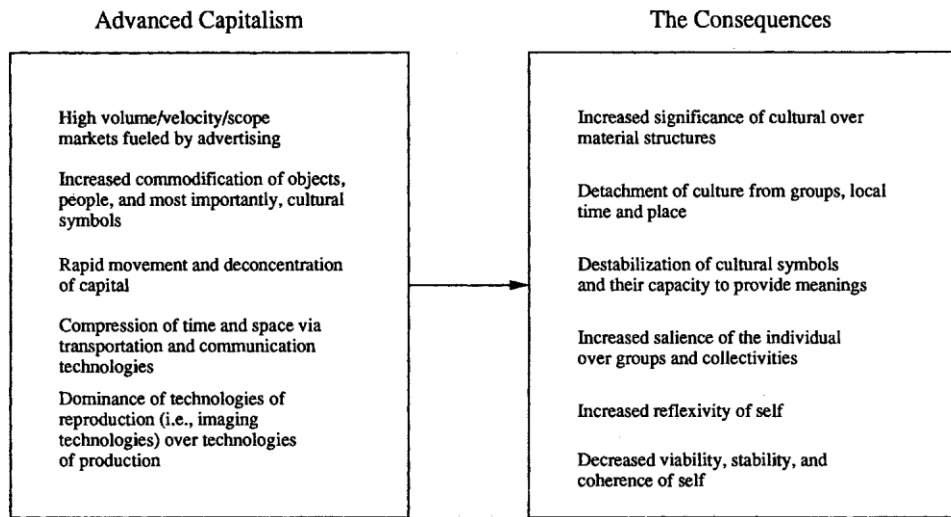 Advanced Capitalism
High volume/velocity/scope
markets fueled by advertising
Increased commodification of objects,
people, and most importantly, cultural
symbols
Rapid movement and deconcentration
of capital
Compression of time and space via
transportation and communication
technologies
Dominance of technologies of
reproduction (i.e., imaging
technologies) over technologies
of production
The Consequences
Increased significance of cultural over
material structures
Detachment of culture from groups, local
time and place
Destabilization of cultural symbols
and their capacity to provide meanings
Increased salience of the individual
over groups and collectivities
Increased reflexivity of self
Decreased viability, stability, and
coherence of self